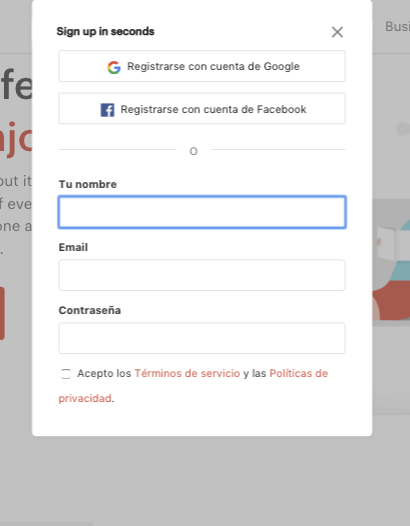 Sign up in seconds
Busi
Registrarse con cuenta de Google
fe
Registrarse con cuenta de Facebook
ajo
O
out it
Tu nombre
f eve
one a
.
Email
Contraseña
Acepto los Términos de servicio y las Políticas de
privacidad.